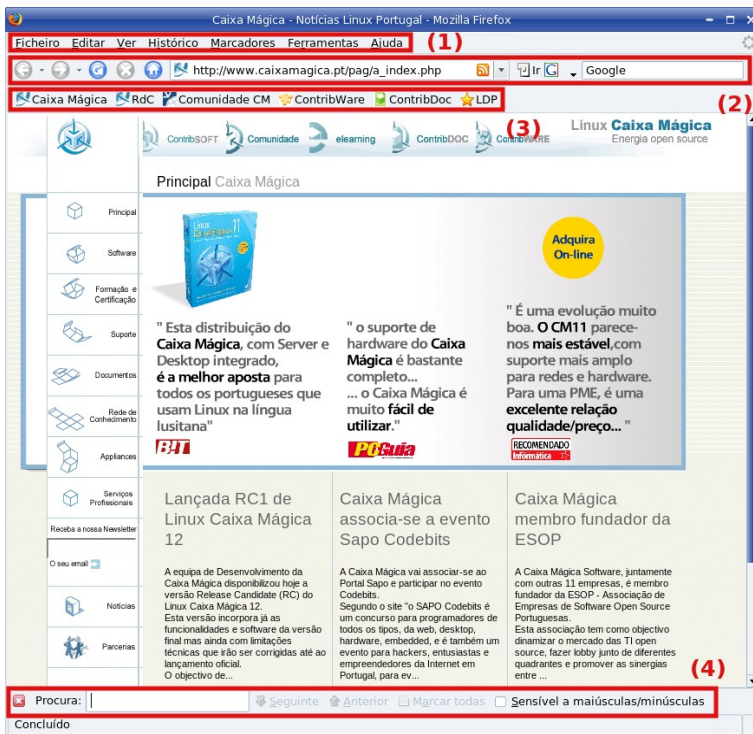 Caixa Mágica - Notícias Linux Portugal - Mozilla Firefox
Ficheiro Editar Ver Histórico Marcadores Ferramentas Ajuda (1)
http://www.caixamagica.pt/pag/a_index.php Ir G Google
(2)
Caixa Mágica RdC Comunidade CM ContribWare ContribDoc LDP
(3)
ContribSOFT Comunidade elearning ContribDOC ContribWARE
Linux Caixa Mágica
Energia open source
Principal Caixa Mágica
Principal
Software
Formação e
Certificação
Suporte
Documentos
Rede de
Conhecimento
Appliances
Serviços
Profissionais
Receba a nossa Newsletter
O seu email
Notícias
Parcerias
Linux
Caixa Mágica 11
" Esta distribuição do
Caixa Mágica, com Server e
Desktop integrado,
é a melhor aposta para
todos os portugueses que
usam Linux na língua
lusitana"
BIT
" o suporte de
hardware do Caixa
Mágica é bastante
completo...
... o Caixa Mágica é
muito fácil de
utilizar."
PCGuia
Adquira
On-line
" É uma evolução muito
boa. O CM11 parece-
nos mais estável,com
suporte mais amplo
para redes e hardware.
Para uma PME, é uma
excelente relação
qualidade/preço... "
RECOMENDADO
Informática
Lançada RC1 de
Linux Caixa Mágica
12
A equipa de Desenvolvimento da
Caixa Mágica disponibilizou hoje a
versão Release Candidate (RC) do
Linux Caixa Mágica 12.
Esta versão incorpora já as
funcionalidades e software da versão
final mas ainda com limitações
técnicas que irão ser corrigidas até ao
lançamento oficial.
O objectivo de...
Caixa Mágica
associa-se a evento
Sapo Codebits
A Caixa Mágica vai associar-se ao
Portal Sapo e participar no evento
Codebits.
Segundo o site "o SAPO Codebits é
um concurso para programadores de
todos os tipos, da web, desktop,
hardware, embedded, e é também um
evento para hackers, entusiastas e
empreendedores da Internet em
Portugal, para ev...
Caixa Mágica
membro fundador da
ESOP
A Caixa Mágica Software, juntamente
com outras 11 empresas, é membro
fundador da ESOP - Associação de
Empresas de Software Open Source
Portuguesas.
Esta associação tem como objectivo
dinamizar o mercado das TI open
source, fazer lobby junto de diferentes
quadrantes e promover as sinergias
entre ...
(4)
Procura: Seguinte Anterior Marcar todas Sensível a maiúsculas/minúsculas
Concluído